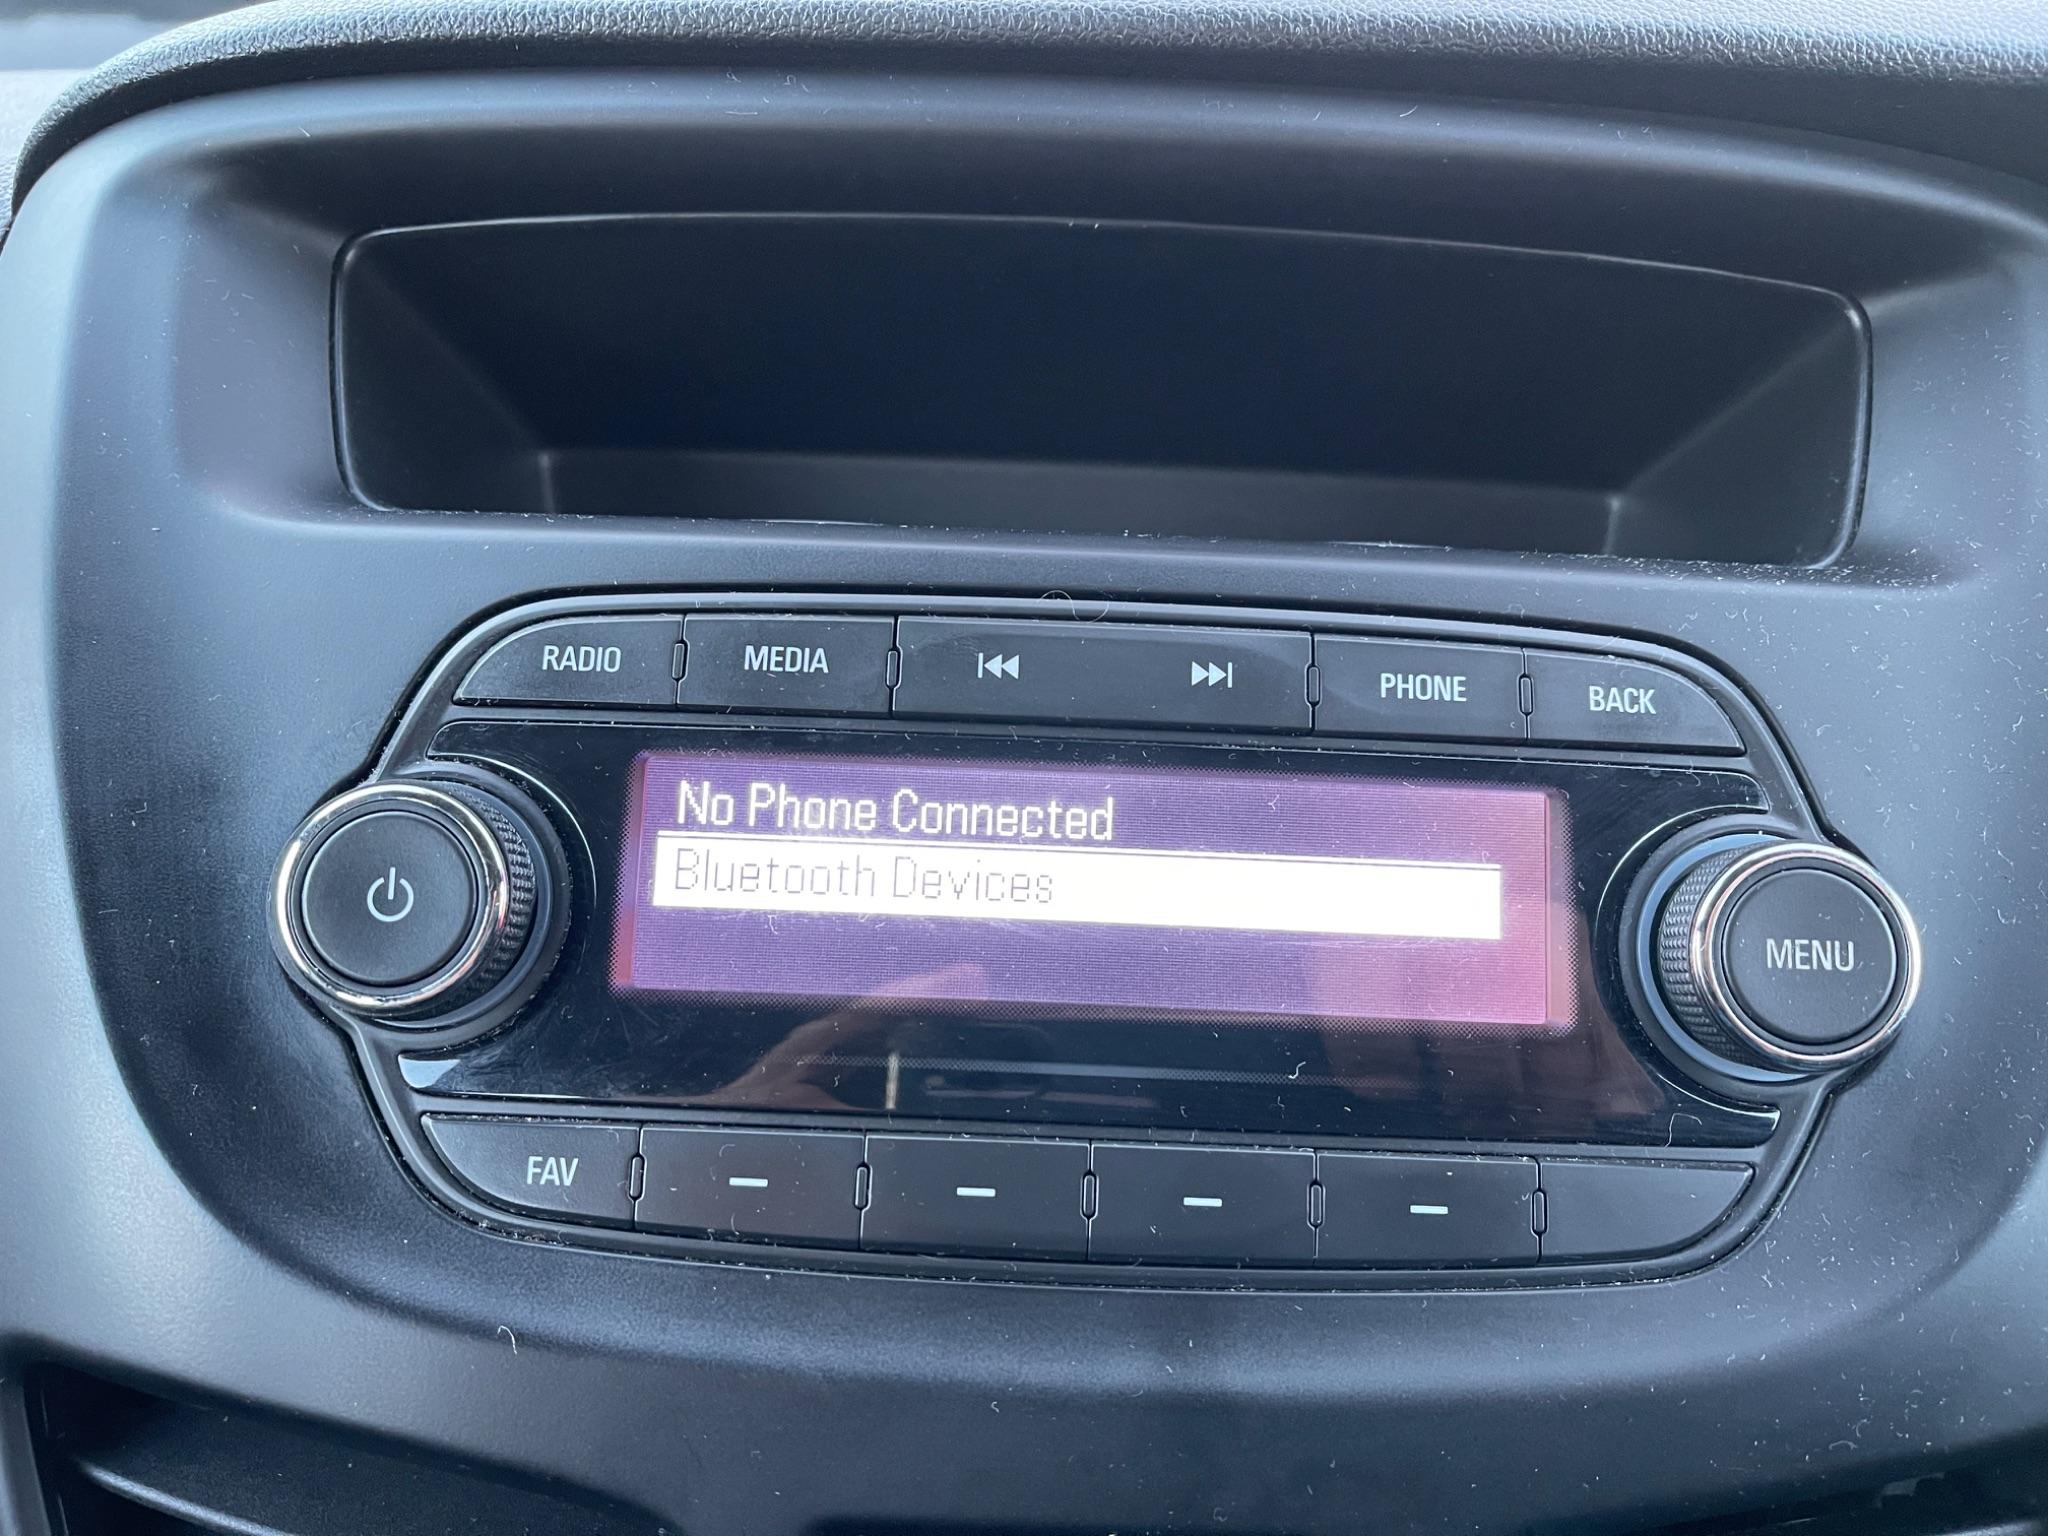 RADIO
MEDIA
PHONE
BACK
No Phone Connected
Bluetooth Devices
MENU
FAV